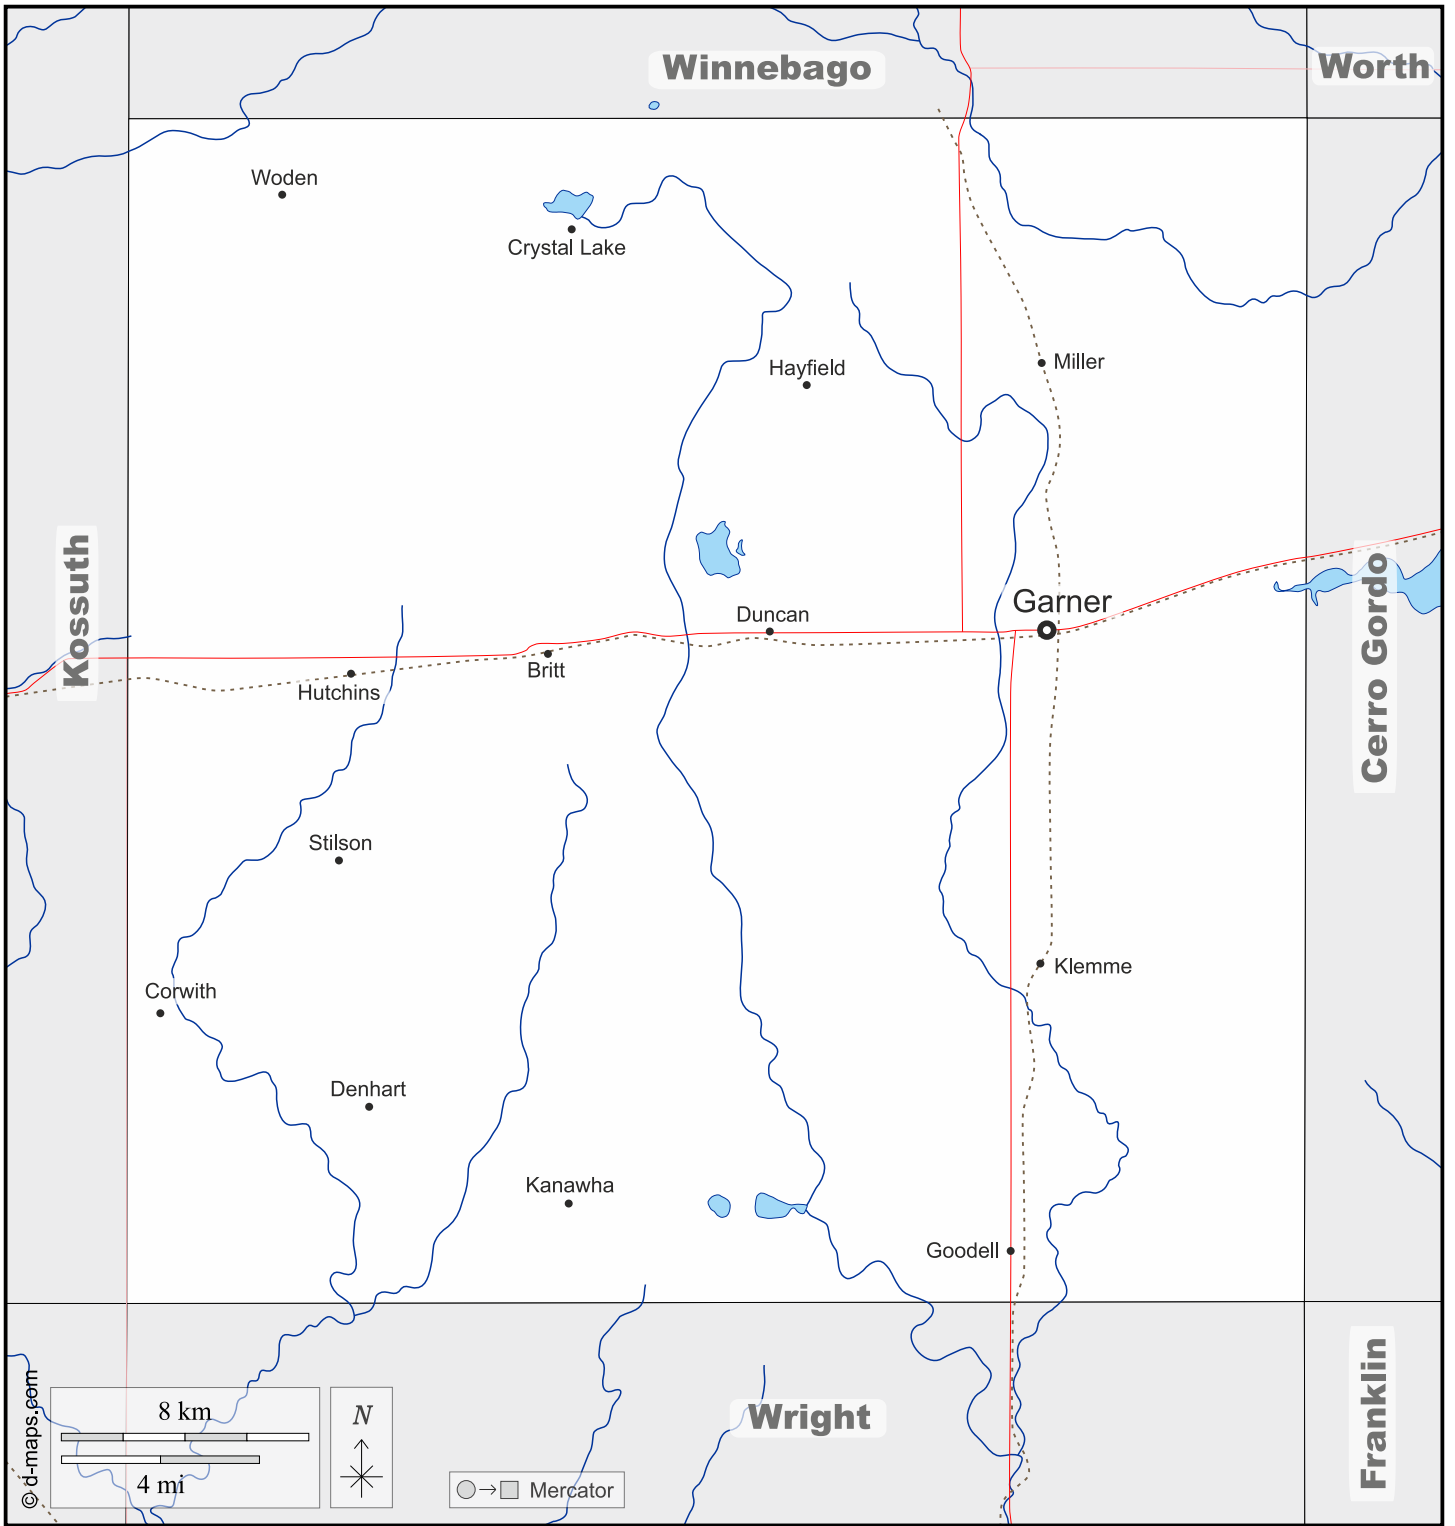 Winnebago
Worth
Woden
Crystal Lake
Hayfield
Miller
Kossuth
Cerro Gordo
Garner
Duncan
Britt
Hutchins
Stilson
Klemme
Corwith
Denhart
Kanawha
Goodell
Franklin
Wright
© d-maps.com
8 km
4 mi
N
Mercator